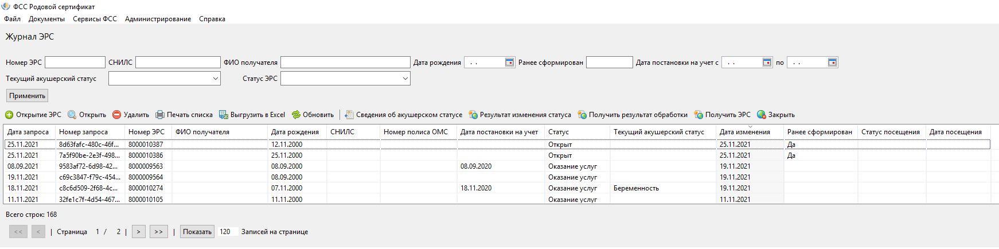 ФСС Родовой сертификат
Файл Документы Сервисы ФСС Администрирование Справка
Журнал ЭРС
Номер ЭРС СНИЛС ФИО получателя Дата рождения . . Ранее сформирован Дата постановки на учет с . . по . .
Текущий акушерский статус Статус ЭРС
Применить
Открытие ЭРС Открыть Удалить Печать списка Выгрузить в Excel Обновить Сведения об акушерском статусе Результат изменения статуса Получить результат обработки Получить ЭРС Закрыть
Дата запроса Номер запроса Номер ЭРС ФИО получателя Дата рождения СНИЛС Номер полиса ОМС Дата постановки на учет Статус Текущий акушерский статус Дата изменения Ранее сформирован Статус посещения Дата посещения
25.11.2021 8d63fafc-480c-46f... 8000010387 12.11.2000 Открыт 25.11.2021 Да
25.11.2021 7a5f90be-2e3f-498... 8000010386 25.11.2000 Открыт 25.11.2021 Да
08.09.2021 9583af72-6d98-42... 8000009563 08.09.2000 08.09.2020 Оказание услуг 19.11.2021
19.11.2021 c69c3847-f79c-454... 8000009564 08.09.2000 Оказание услуг 19.11.2021
18.11.2021 c8c6d509-2f68-4c... 8000010274 07.11.2000 18.11.2020 Оказание услуг Беременность 19.11.2021
11.11.2021 32fe1c7f-4d54-467... 8000010105 11.11.2000 Оказание услуг 11.11.2021
Всего строк: 168
<< < | Страница 1 / 2 | > >> | Показать 120 Записей на странице